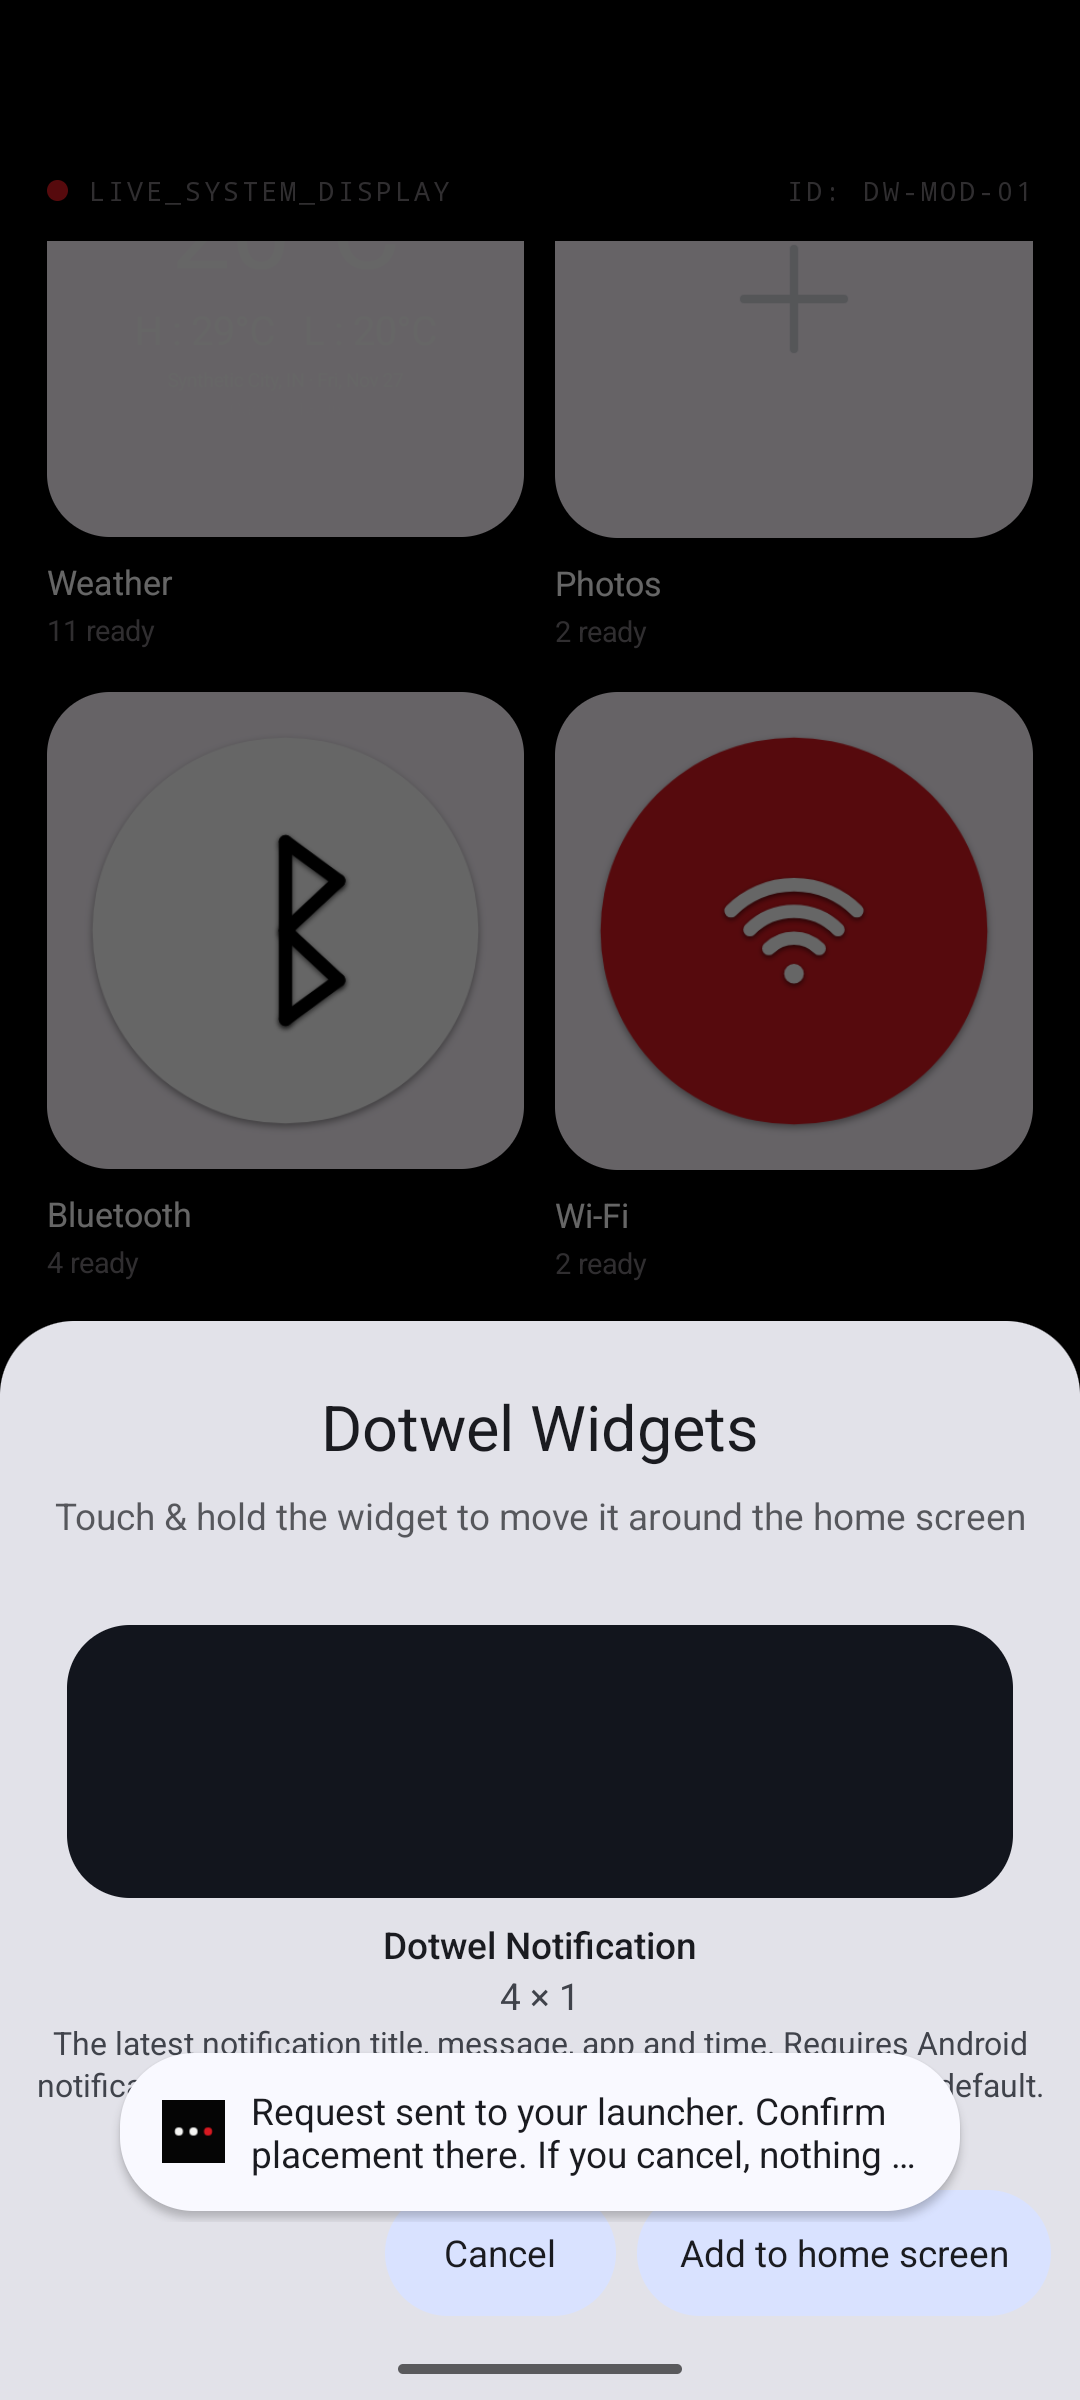 LIVE_SYSTEM_DISPLAY
ID: DW-MOD-01
H : 29°C L : 20°C
Weather
11 ready
Photos
2 ready
Bluetooth
4 ready
Wi-Fi
2 ready
Dotwel Widgets
Touch & hold the widget to move it around the home screen
Dotwel Notification
4 × 1
The latest notification title, message, app and time. Requires Android
default.
Request sent to your launcher. Confirm
placement there. If you cancel, nothing ...
Cancel
Add to home screen